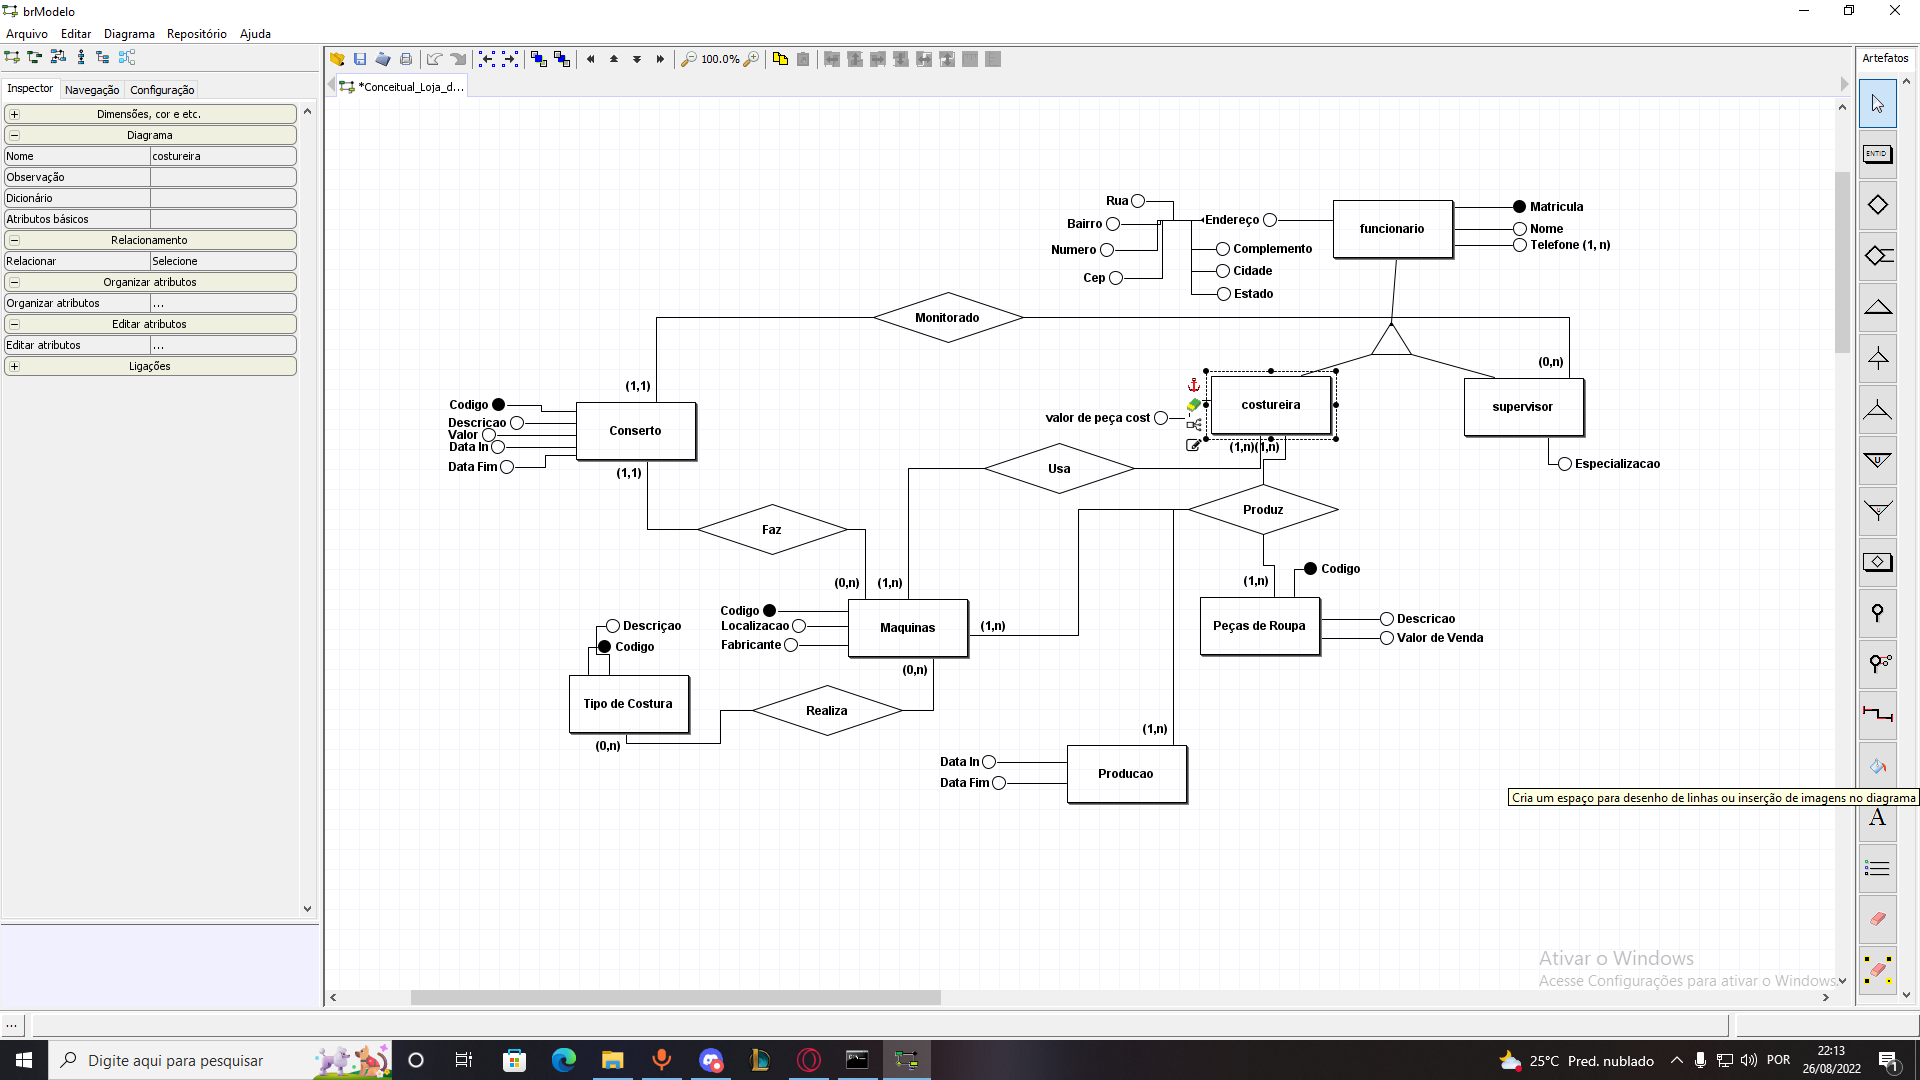 brModelo
Arquivo Editar Diagrama Repositório Ajuda
100.0%
Artefatos
Inspector Navegação Configuração
*Conceitual_Loja_d...
Dimensões, cor e etc.
Diagrama
Nome costureira
Observação
Dicionário
Atributos básicos
Relacionamento
Relacionar Selecione
Organizar atributos
Organizar atributos ...
Editar atributos
Editar atributos ...
Ligações
ENTID
Rua
Bairro
Numero
Cep
Endereço
Complemento
Cidade
Estado
funcionario
Matricula
Nome
Telefone (1, n)
Monitorado
(1,1)
(0,n)
Codigo
Descricao
Valor
Data In
Data Fim
Conserto
(1,1)
valor de peça cost
costureira
(1,n)(1,n)
supervisor
Especializacao
Usa
Produz
Faz
(0,n) (1,n)
(1,n)
Codigo
Codigo
Localizacao
Fabricante
Maquinas
(1,n)
(0,n)
Peças de Roupa
Descricao
Valor de Venda
Descriçao
Codigo
Tipo de Costura
(0,n)
Realiza
(1,n)
Data In
Data Fim
Producao
Cria um espaço para desenho de linhas ou inserção de imagens no diagrama
A
Ativar o Windows
Acesse Configurações para ativar o Windows.
...
Digite aqui para pesquisar
25°C Pred. nublado
POR
22:13
26/08/2022
1